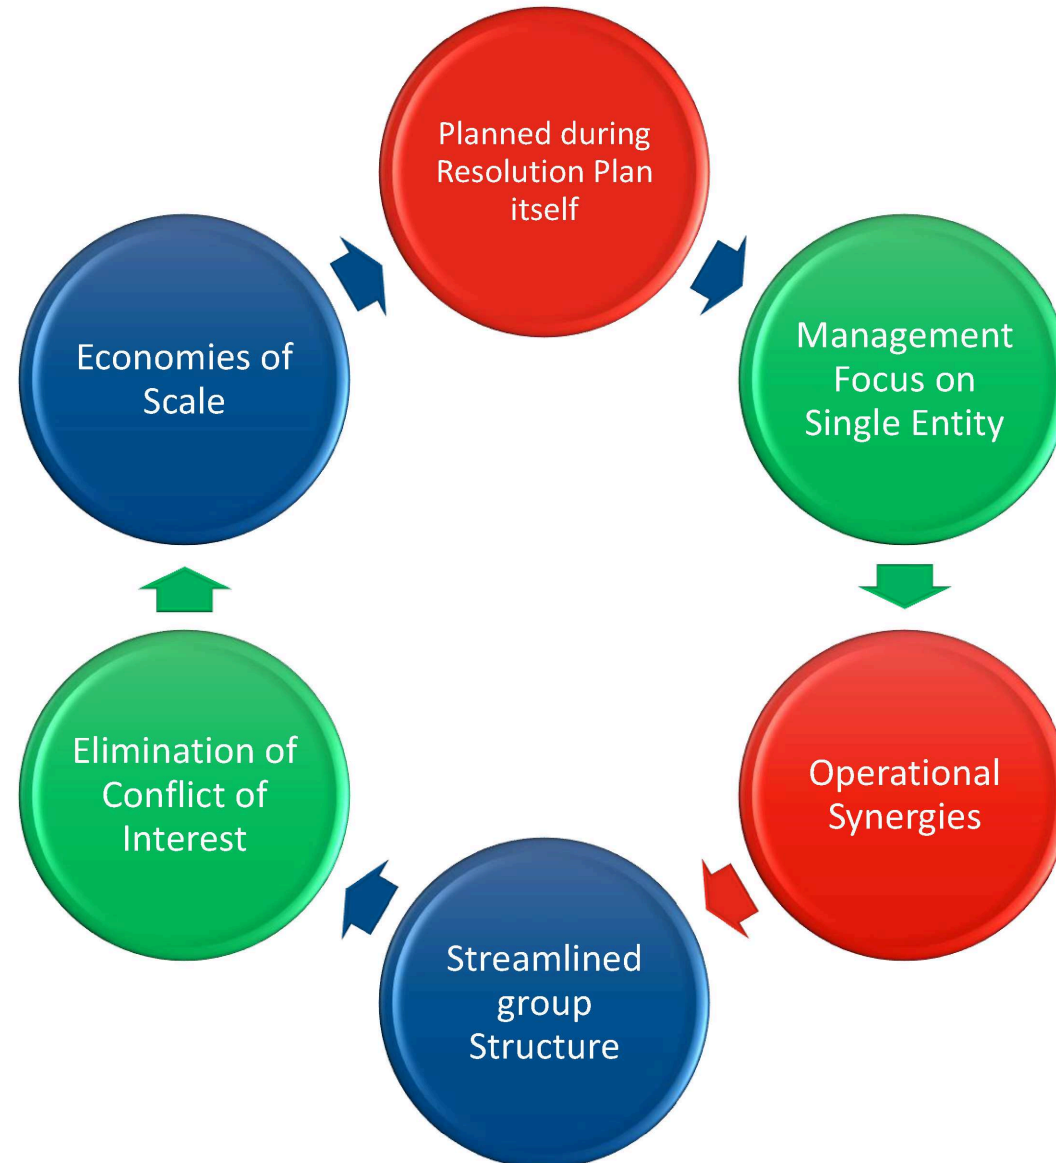 Planned during
Resolution Plan
itself
Management
Focus on
Single Entity
Operational
Synergies
Streamlined
group
Structure
Elimination of
Conflict of
Interest
Economies of
Scale